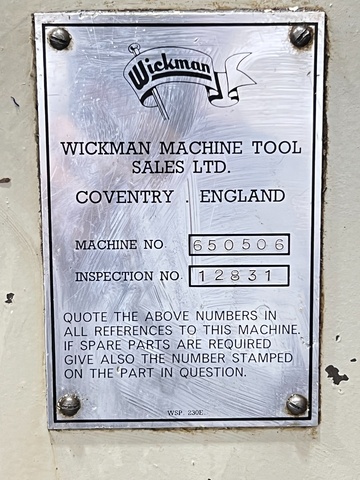 Wickman
WICKMAN MACHINE TOOL
SALES LTD.
COVENTRY . ENGLAND
MACHINE NO 650506
INSPECTION NO 12831
QUOTE THE ABOVE NUMBERS IN
ALL REFERENCES TO THIS MACHINE.
IF SPARE PARTS ARE REQUIRED
GIVE ALSO THE NUMBER STAMPED
ON THE PART IN QUESTION.
WSP. 230E.